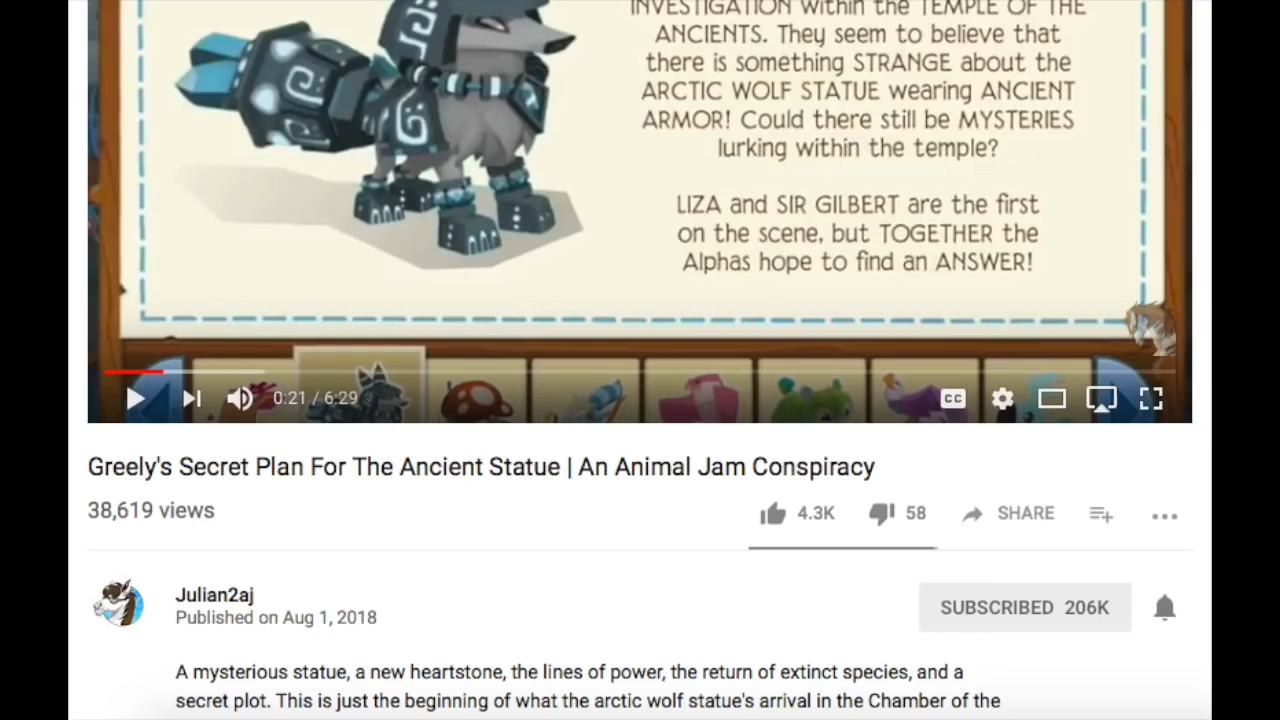 INVESTIGATION within the TEMPLE OF THE
ANCIENTS. They seem to believe that
there is something STRANGE about the
ARCTIC WOLF STATUE wearing ANCIENT
ARMOR! Could there still be MYSTERIES
lurking within the temple?
LIZA and SIR GILBERT are the first
on the scene, but TOGETHER the
Alphas hope to find an ANSWER!
0:21 / 6:29
CC
Greely's Secret Plan For The Ancient Statue | An Animal Jam Conspiracy
38,619 views
4.3K 58 SHARE
Julian2aj
Published on Aug 1, 2018
SUBSCRIBED 206K
A mysterious statue, a new heartstone, the lines of power, the return of extinct species, and a
secret plot. This is just the beginning of what the arctic wolf statue's arrival in the Chamber of the